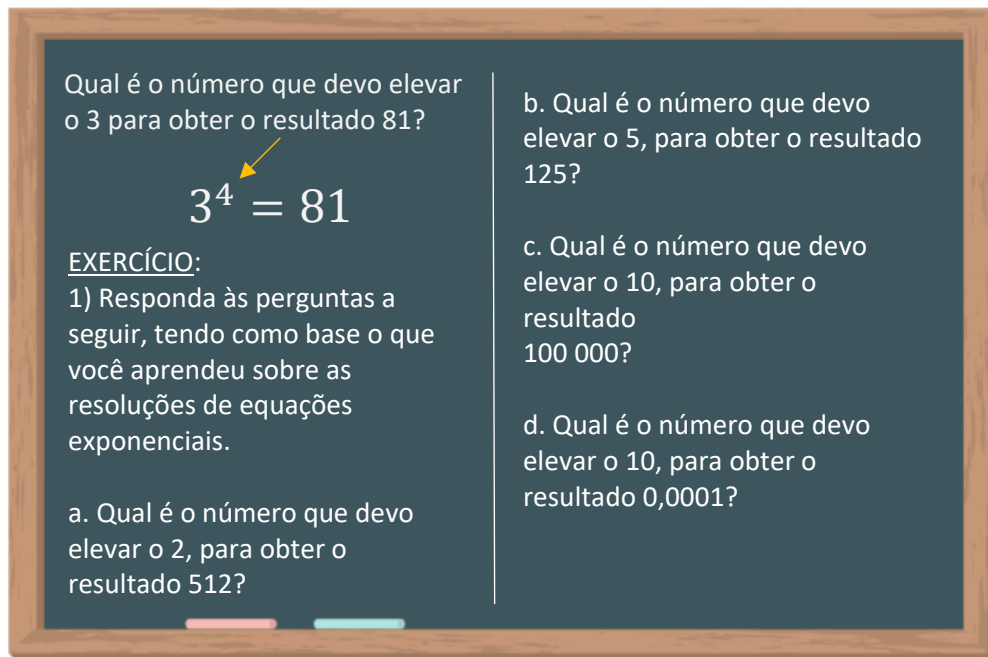 Qual é o número que devo elevar
o 3 para obter o resultado 81?
3⁴ = 81
EXERCÍCIO:
1) Responda às perguntas a
seguir, tendo como base o que
você aprendeu sobre as
resoluções de equações
exponenciais.
a. Qual é o número que devo
elevar o 2, para obter o
resultado 512?
b. Qual é o número que devo
elevar o 5, para obter o resultado
125?
c. Qual é o número que devo
elevar o 10, para obter o
resultado
100 000?
d. Qual é o número que devo
elevar o 10, para obter o
resultado 0,0001?